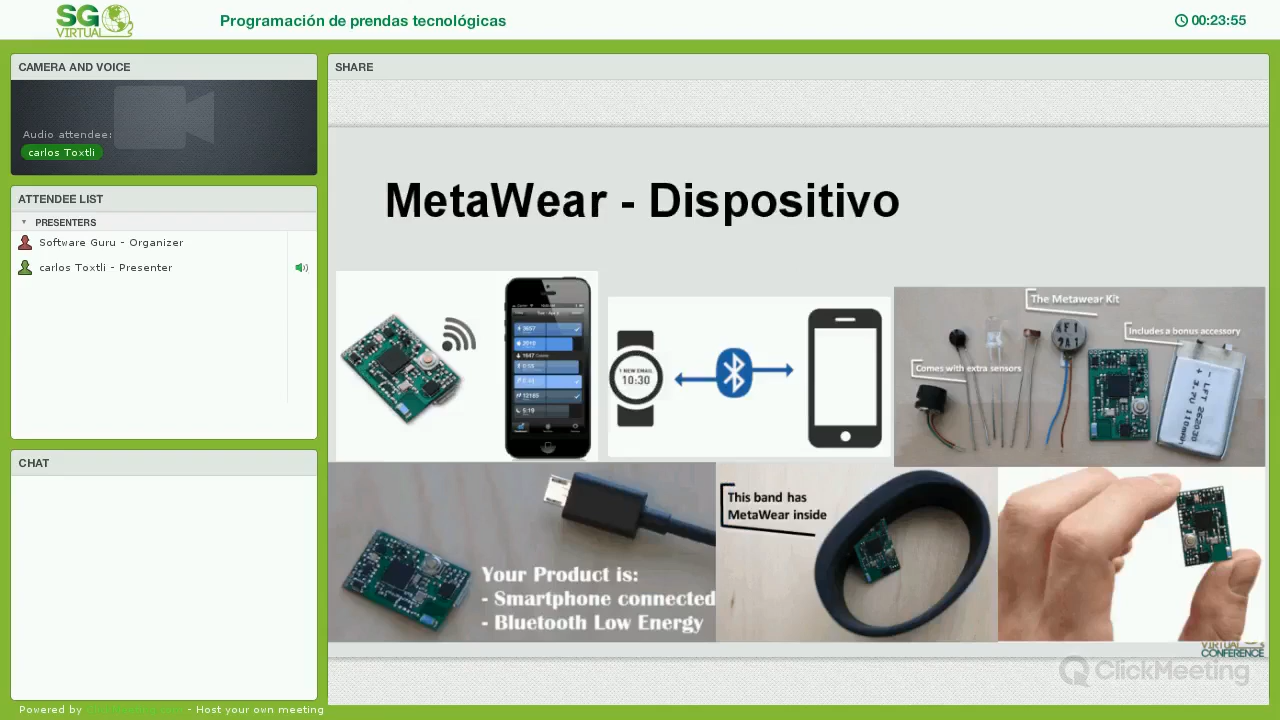 SG
VIRTUAL
Programación de prendas tecnológicas
00:23:55
CAMERA AND VOICE
Audio attendee:
carlos Toxtli
ATTENDEE LIST
PRESENTERS
Software Guru - Organizer
carlos Toxtli - Presenter
CHAT
SHARE
MetaWear - Dispositivo
1 NEW EMAIL
10:30
The Metawear Kit
Includes a bonus accessory
Comes with extra sensors
Your Product is:
- Smartphone connected
- Bluetooth Low Energy
This band has
MetaWear inside
VIRTUAL
CONFERENCE
ClickMeeting
Powered by
- Host your own meeting